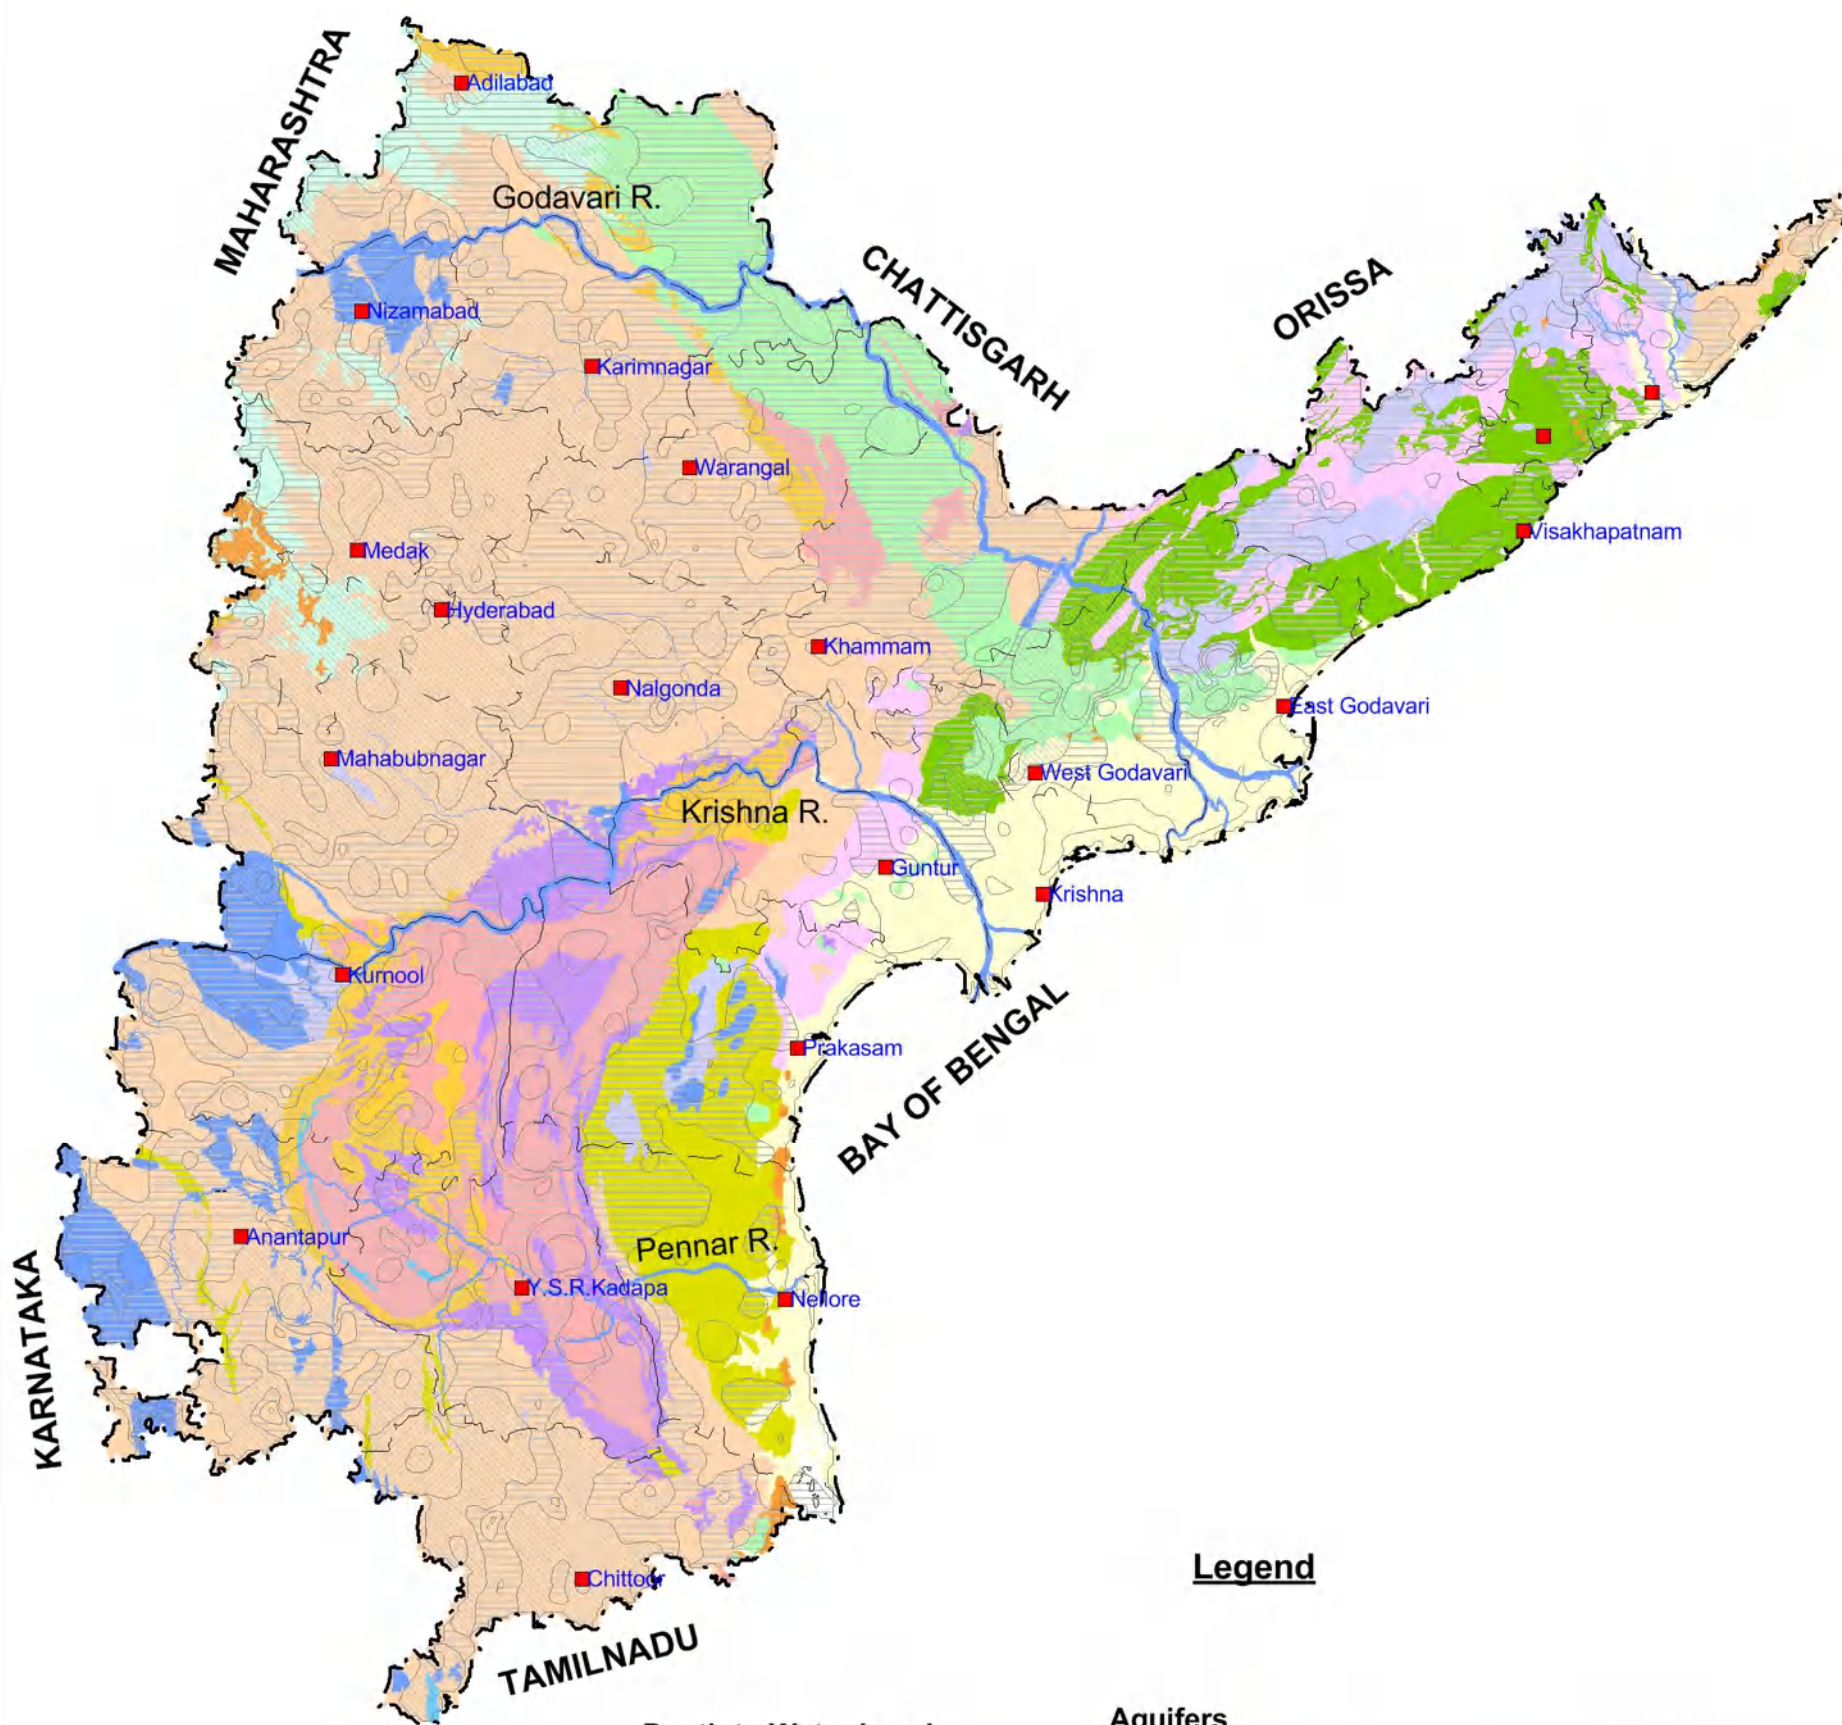 Adilabad
MAHARASHTRA
Godavari R.
CHATTISGARH
ORISSA
Nizamabad
Karimnagar
Warangal
Visakhapatnam
Medak
Hyderabad
Khammam
Nalgonda
East Godavari
Mahabubnagar
West Godavari
Krishna R.
Guntur
Krishna
Kurnool
Prakasam
BAY OF BENGAL
Anantapur
Pennar R.
Y.S.R.Kadapa
Nellore
KARNATAKA
Legend
Chittoor
TAMILNADU
Aquifers